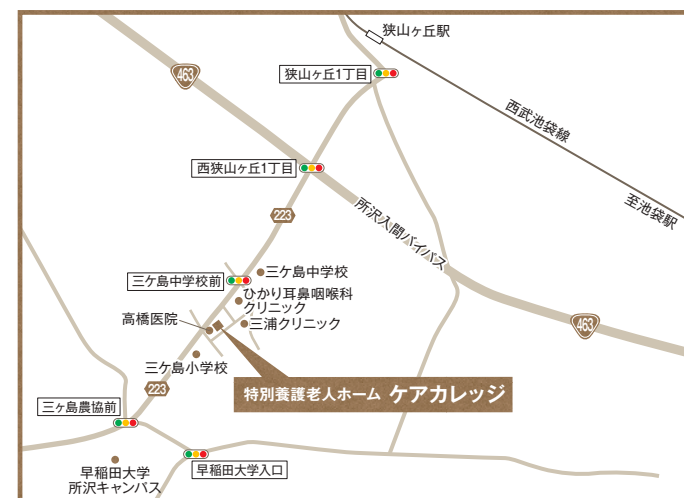 狭山ヶ丘駅
463
狭山ヶ丘1丁目
西武池袋線
西狭山ヶ丘1丁目
至池袋駅
223
所沢入間バイパス
三ケ島中学校
三ケ島中学校前
ひかり耳鼻咽喉科
クリニック
高橋医院
三浦クリニック
463
三ケ島小学校
223
特別養護老人ホーム ケアカレッジ
三ヶ島農協前
早稲田大学
所沢キャンパス
早稲田大学入口